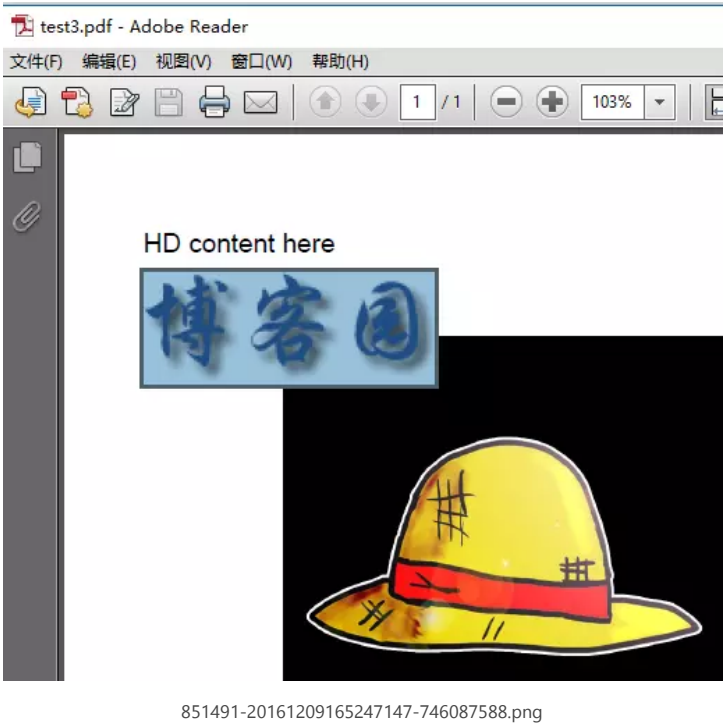 test3.pdf - Adobe Reader
文件(F) 编辑(E) 视图(V) 窗口(W) 帮助(H)
1 / 1 103%
HD content here
博客园
851491-20161209165247147-746087588.png